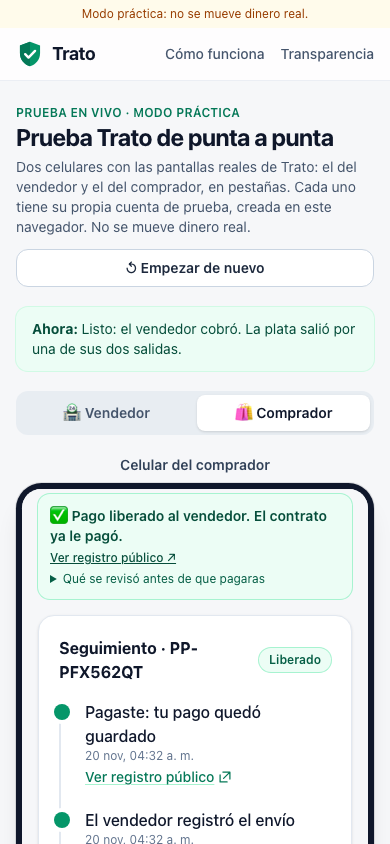 Modo práctica: no se mueve dinero real.
Trato
Cómo funciona
Transparencia
PRUEBA EN VIVO · MODO PRÁCTICA
Prueba Trato de punta a punta
Dos celulares con las pantallas reales de Trato: el del
vendedor y el del comprador, en pestañas. Cada uno
tiene su propia cuenta de prueba, creada en este
navegador. No se mueve dinero real.
↺ Empezar de nuevo
Ahora: Listo: el vendedor cobró. La plata salió por
una de sus dos salidas.
Vendedor
Comprador
Celular del comprador
✅ Pago liberado al vendedor. El contrato
ya le pagó.
Ver registro público ↗
▶ Qué se revisó antes de que pagaras
Seguimiento · PP-
PFX562QT
Liberado
Pagaste: tu pago quedó
guardado
20 nov, 04:32 a. m.
Ver registro público
El vendedor registró el envío
20 nov, 04:32 a. m.